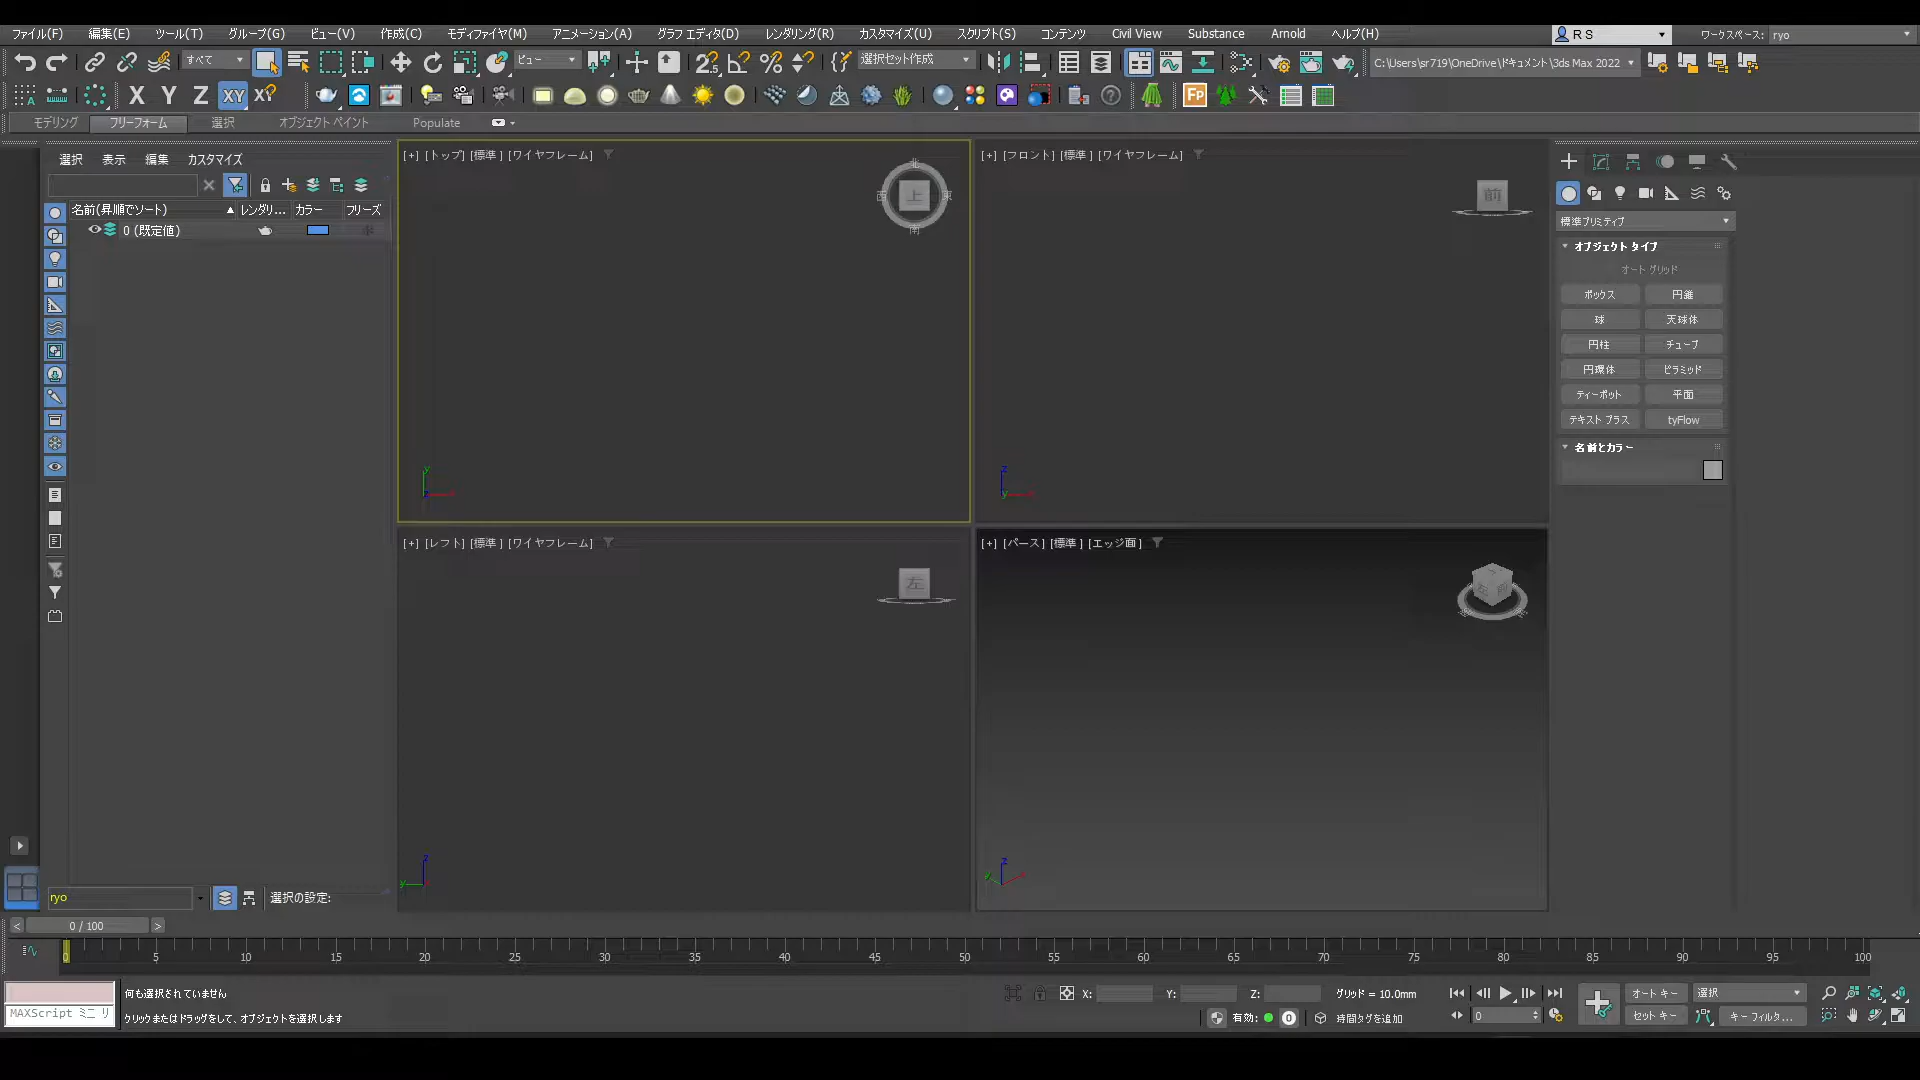 ファイル(F) 編集(E) ツール(T) グループ(G) ビュー(V) 作成(C) モディファイヤ(M) アニメーション(A) グラフ エディタ(D) レンダリング(R) カスタマイズ(U) スクリプト(S) コンテンツ Civil View Substance Arnold ヘルプ(H) R S ワークスペース: ryo
すべて ビュー 選択セット作成 C:\Users\sr719\OneDrive\ドキュメント\3ds Max 2022
X Y Z XY
モデリング フリーフォーム 選択 オブジェクト ペイント Populate
選択 表示 編集 カスタマイズ
名前(昇順でソート) レンダリ... カラー フリーズ
0 (既定値)
[+] [トップ] [標準 ] [ワイヤフレーム]
北
西 上 東
南
y
[+] [フロント] [標準 ] [ワイヤフレーム]
前
z
y
[+] [レフト] [標準 ] [ワイヤフレーム]
左
z
y
[+] [パース] [標準 ] [エッジ面 ]
z
標準プリミティブ
オブジェクト タイプ
オート グリッド
ボックス 円錐
球 天球体
円柱 チューブ
円環体 ピラミッド
ティーポット 平面
テキスト プラス tyFlow
名前とカラー
ryo 選択の設定:
< 0 / 100 >
0 5 10 15 20 25 30 35 40 45 50 55 60 65 70 75 80 85 90 95 100
何も選択されていません X: Y: Z: グリッド = 10.0mm オート キー 選択
MAXScript ミニ リ クリックまたはドラッグをして、オブジェクトを選択します 有効: 0 時間タグを追加 0 セット キー キー フィルタ...